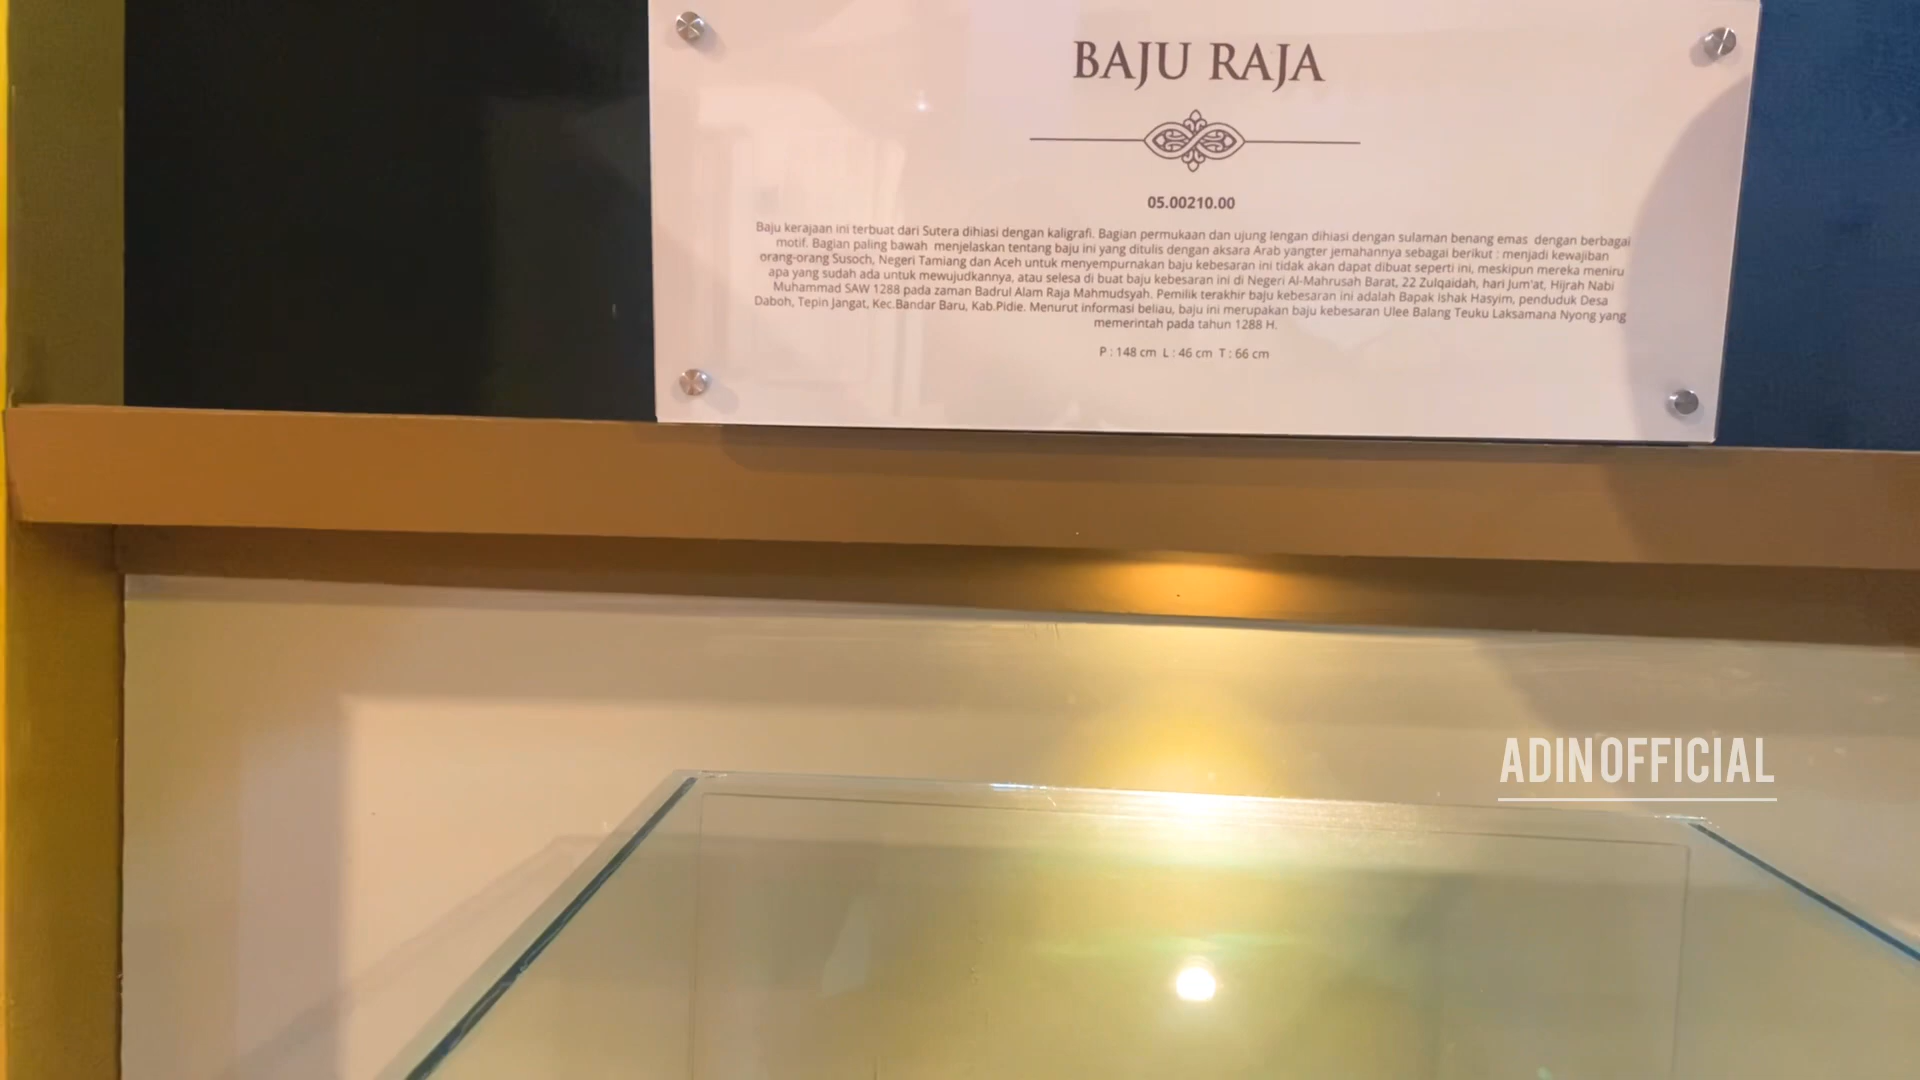 BAJU RAJA
05.00210.00
Baju kerajaan ini terbuat dari Sutera dihiasi dengan kaligrafi. Bagian permukaan dan ujung lengan dihiasi dengan sulaman benang emas  dengan berbagai
motif. Bagian paling bawah  menjelaskan tentang baju ini yang ditulis dengan aksara Arab yangter jemahannya sebagai berikut : menjadi kewajiban
orang-orang Susoch, Negeri Tamiang dan Aceh untuk menyempurnakan baju kebesaran ini tidak akan dapat dibuat seperti ini, meskipun mereka meniru
apa yang sudah ada untuk mewujudkannya, atau selesa di buat baju kebesaran ini di Negeri Al-Mahrusah Barat, 22 Zulqaidah, hari Jum'at, Hijrah Nabi
Muhammad SAW 1288 pada zaman Badrul Alam Raja Mahmudsyah. Pemilik terakhir baju kebesaran ini adalah Bapak Ishak Hasyim, penduduk Desa
Daboh, Tepin Jangat, Kec.Bandar Baru, Kab.Pidie. Menurut informasi beliau, baju ini merupakan baju kebesaran Ulee Balang Teuku Laksamana Nyong yang
memerintah pada tahun 1288 H.
P : 148 cm  L : 46 cm  T : 66 cm
ADIN OFFICIAL